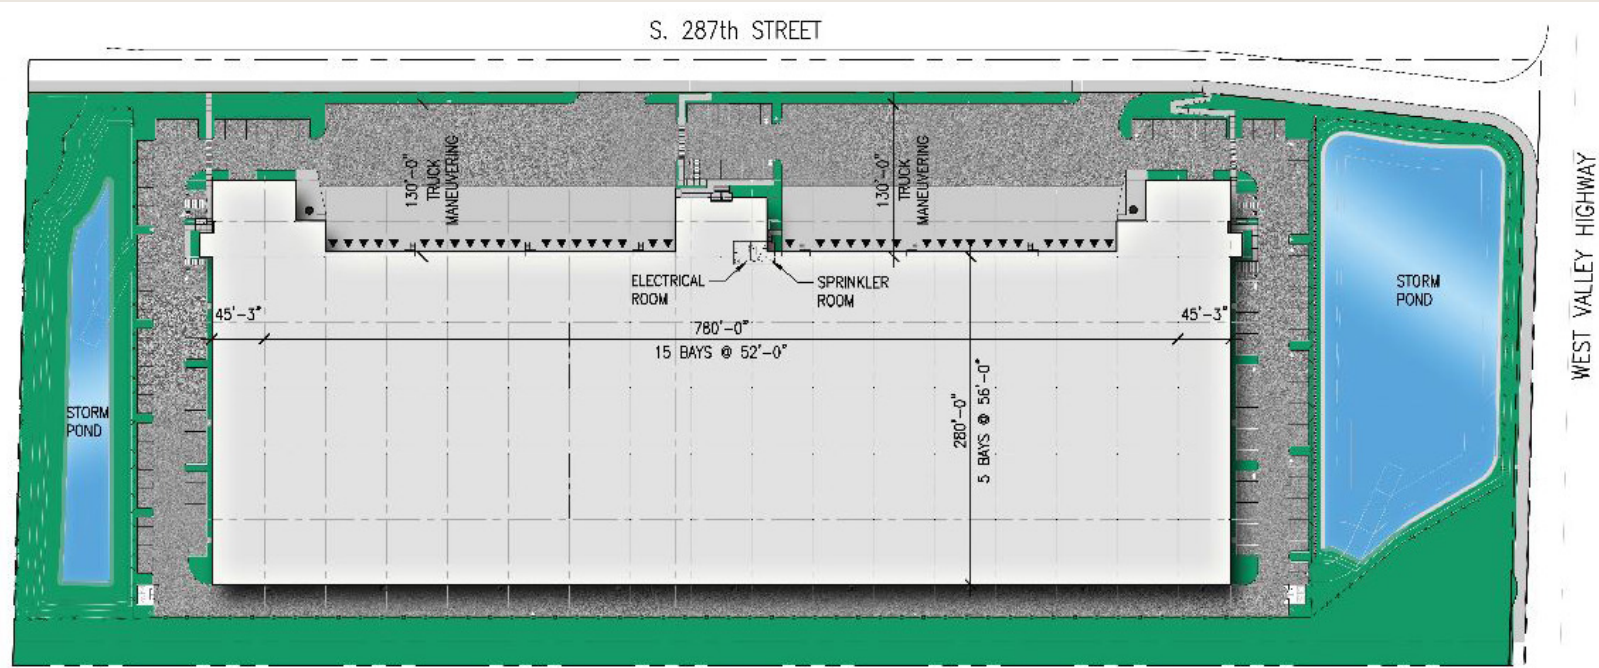 S. 287th STREET
130'-0"
TRUCK
MANEUVERING
130'-0"
TRUCK
MANEUVERING
WEST VALLEY HIGHWAY
ELECTRICAL
ROOM
SPRINKLER
ROOM
STORM
POND
45'-3"
780'-0"
45'-3"
15 BAYS @ 52'-0"
280'-0"
5 BAYS @ 56'-0"
STORM
POND